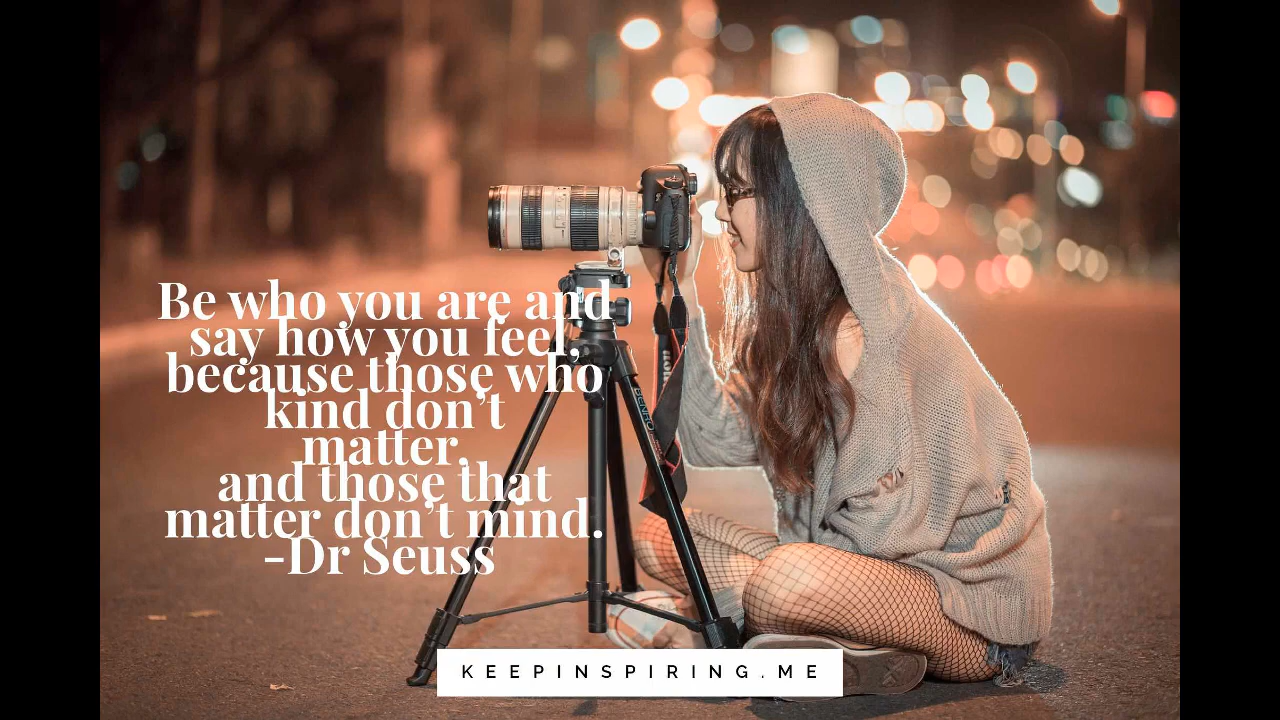 Be who you are and
say how you feel,
because those who
kind don't
matter,
and those that
matter don't mind.
-Dr Seuss
BENRO
KEEPINSPIRING.ME